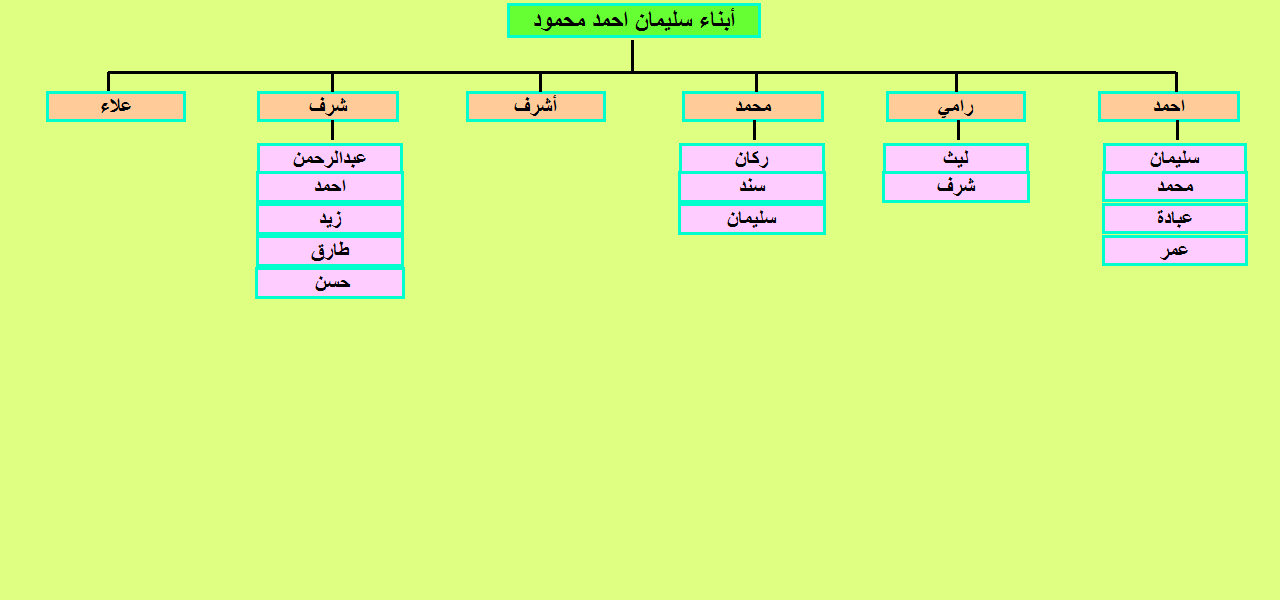 أبناء سليمان احمد محمود
احمد
رامي
محمد
أشرف
شرف
علاء
سليمان
محمد
عبادة
عمر
ليث
شرف
ركان
سند
سليمان
عبدالرحمن
احمد
زيد
طارق
حسن